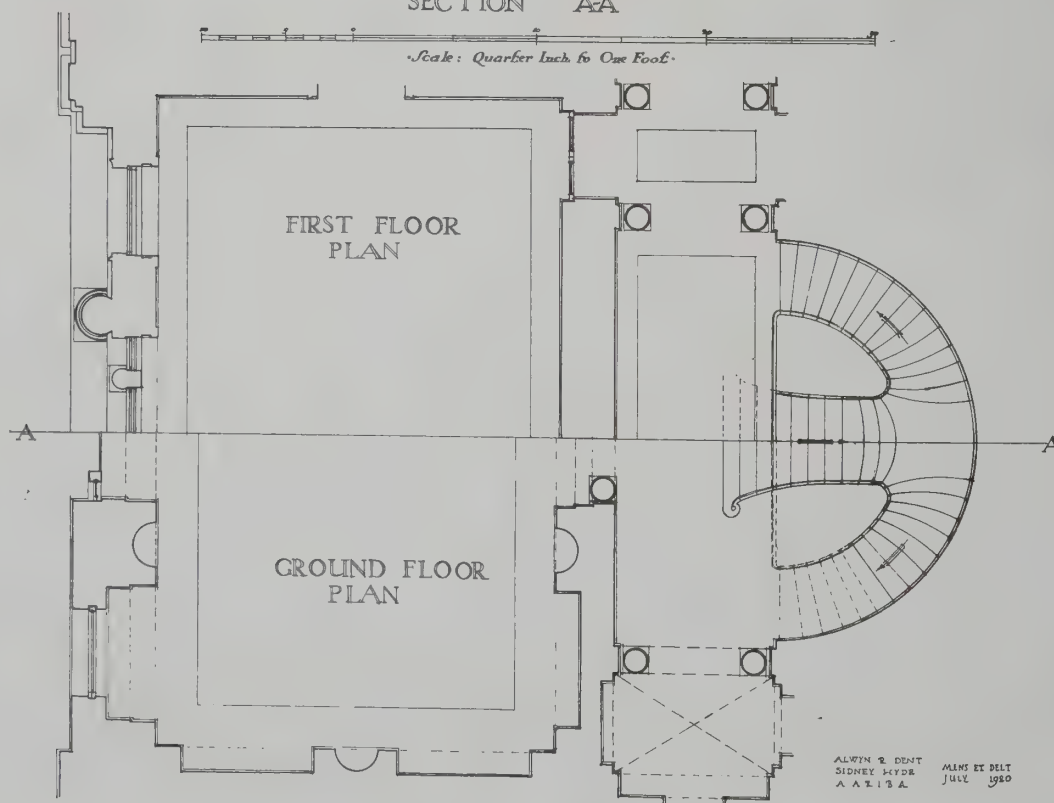 SECTION A-A
Scale: Quarter Inch to One Foot.
FIRST FLOOR
PLAN
A
A
GROUND FLOOR
PLAN
ALWYN R DENT
SIDNEY HYDE
A A R I B A
MENS ET DELT
JULY 1920